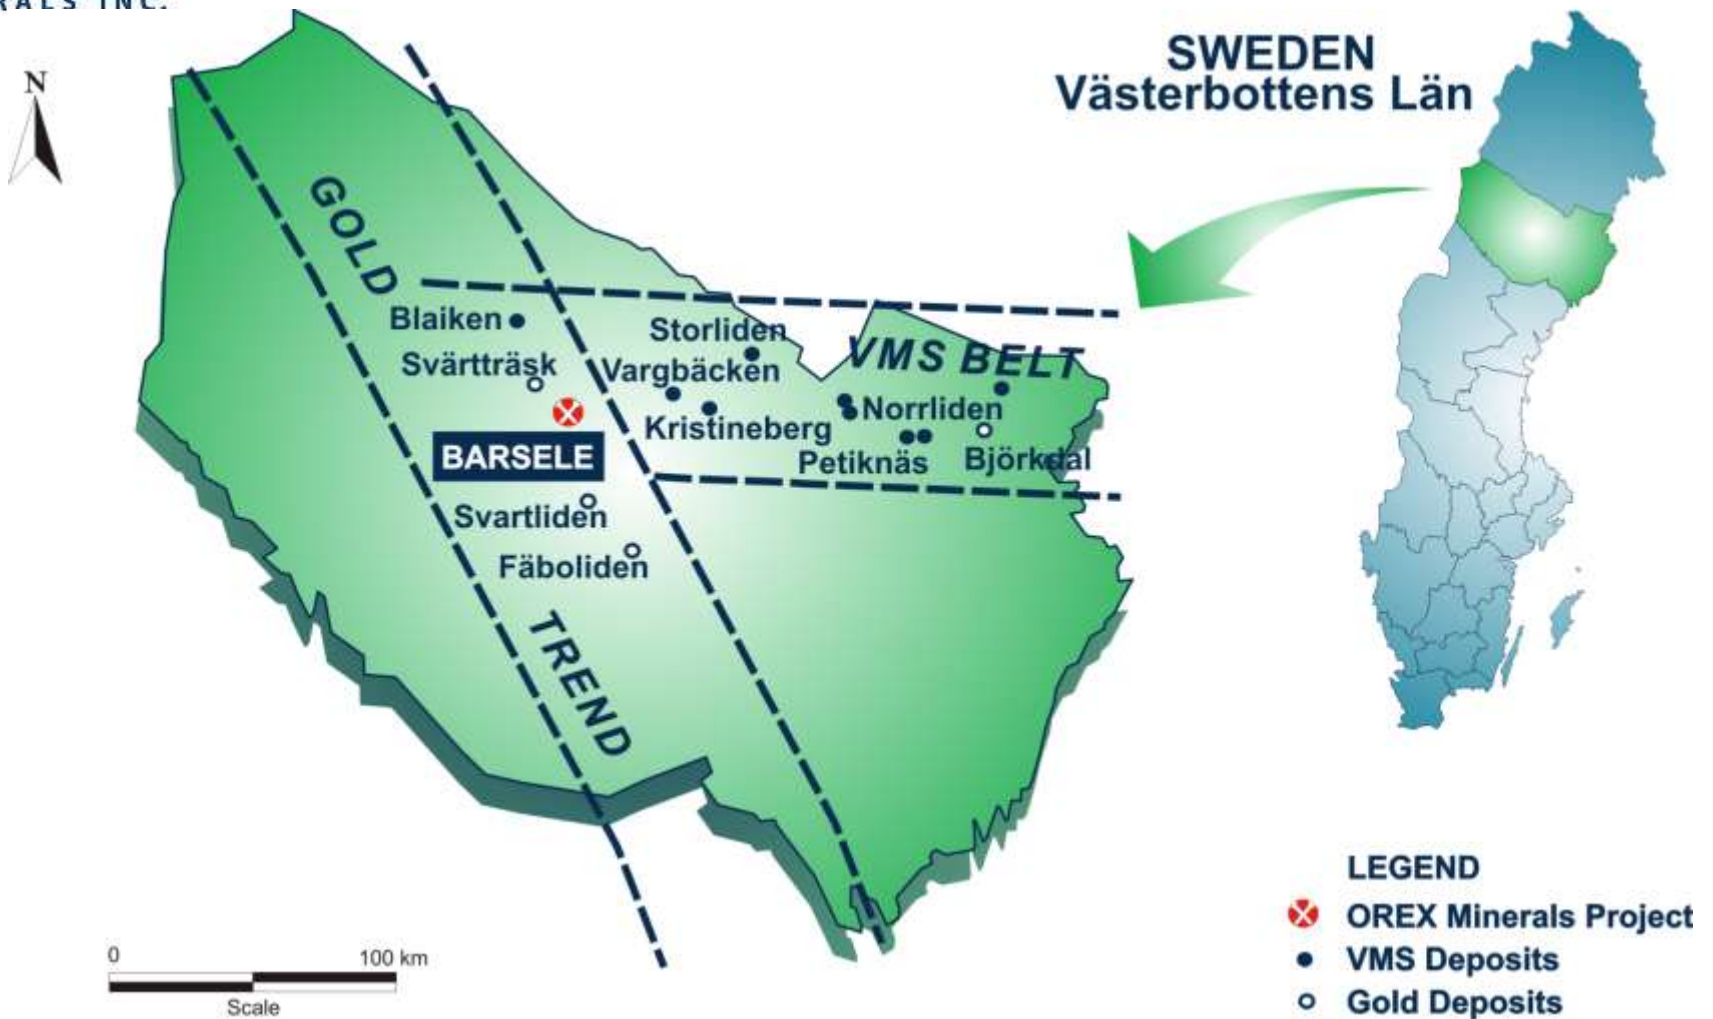 INC.
N
SWEDEN
Västerbottens Län
GOLD
Blaiken
Storliden
VMS BELT
Svärtträsk
Vargbäcken
Norrliden
Kristineberg
BARSELE
Petiknäs
Björkdal
Svartliden
Fäboliden
TREND
LEGEND
OREX Minerals Project
VMS Deposits
Gold Deposits
0
100 km
Scale